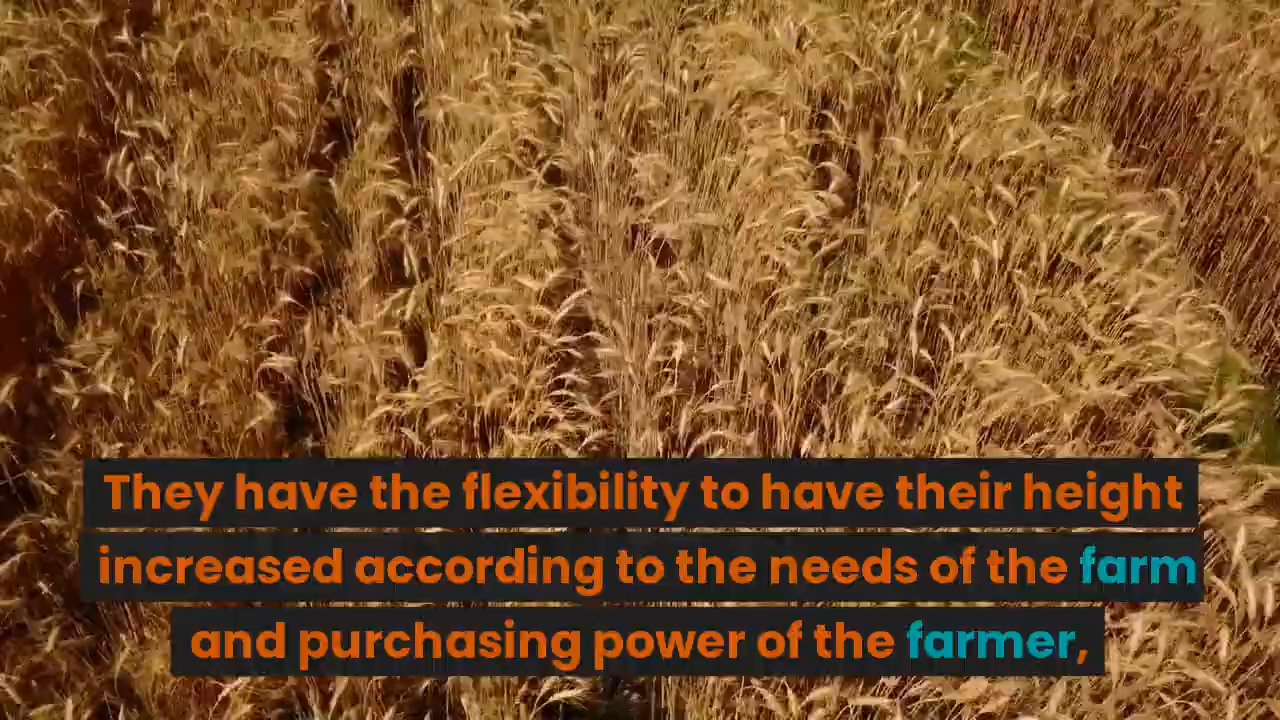 They have the flexibility to have their height
increased according to the needs of the farm
and purchasing power of the farmer,